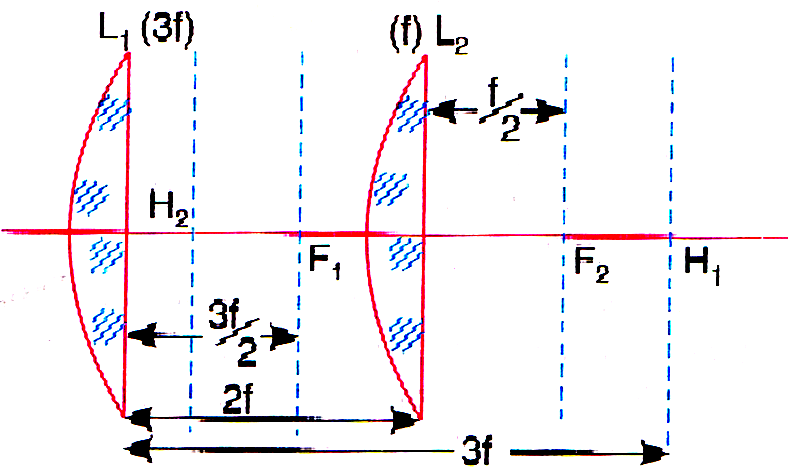 L₁ (3f) (f) L₂
f/2
H₂
F₁ F₂ H₁
3f/2
2f
3f